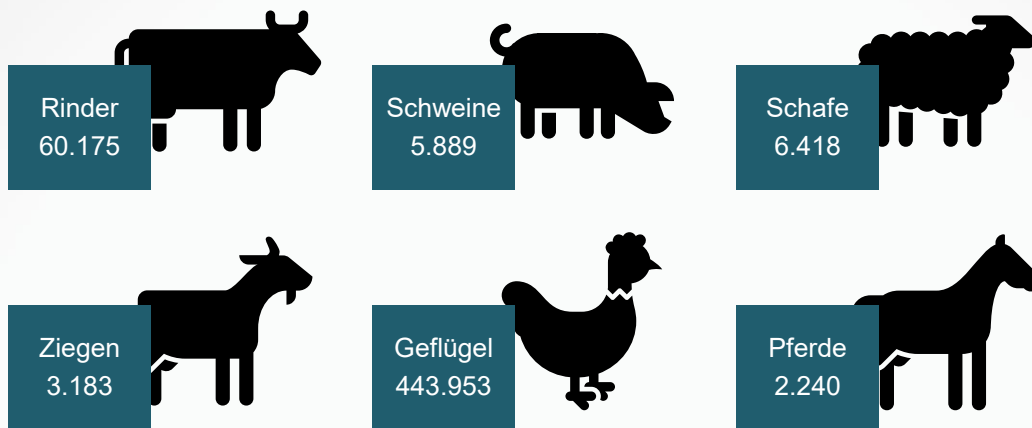 Rinder
60.175
Schweine
5.889
Schafe
6.418
Ziegen
3.183
Geflügel
443.953
Pferde
2.240